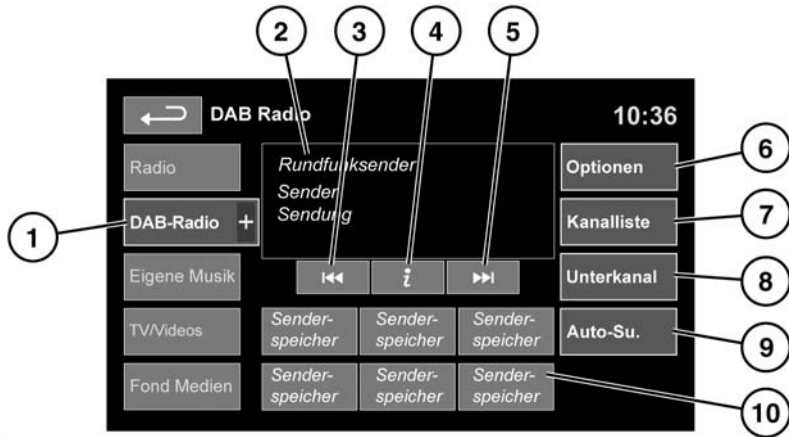 2
3
4
5
DAB Radio
10:36
Radio
Rundfunksender
Sender
Sendung
Optionen
6
1
DAB-Radio +
Kanalliste
7
Eigene Musik
i
Unterkanal
8
TV/Videos
Sender-
speicher
Sender-
speicher
Sender-
speicher
Auto-Su.
9
Fond Medien
Sender-
speicher
Sender-
speicher
Sender-
speicher
10